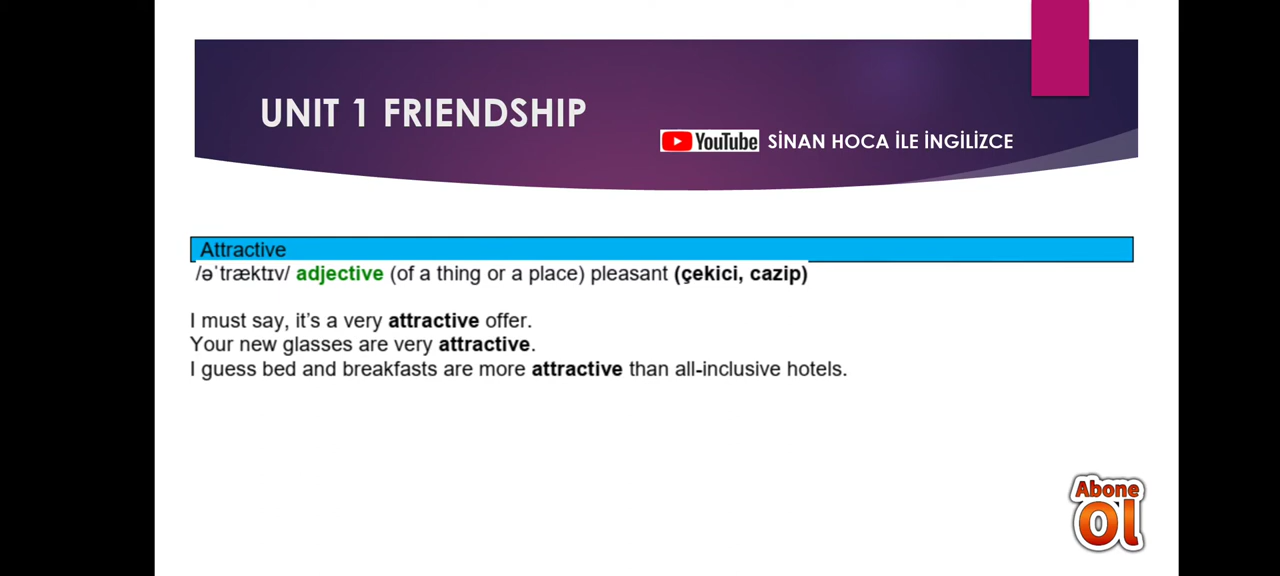 UNIT 1 FRIENDSHIP
YouTube SİNAN HOCA İLE İNGİLİZCE
Attractive
/əˈtræktɪv/ adjective (of a thing or a place) pleasant (çekici, cazip)
I must say, it’s a very attractive offer.
Your new glasses are very attractive.
I guess bed and breakfasts are more attractive than all-inclusive hotels.
Abone
ol